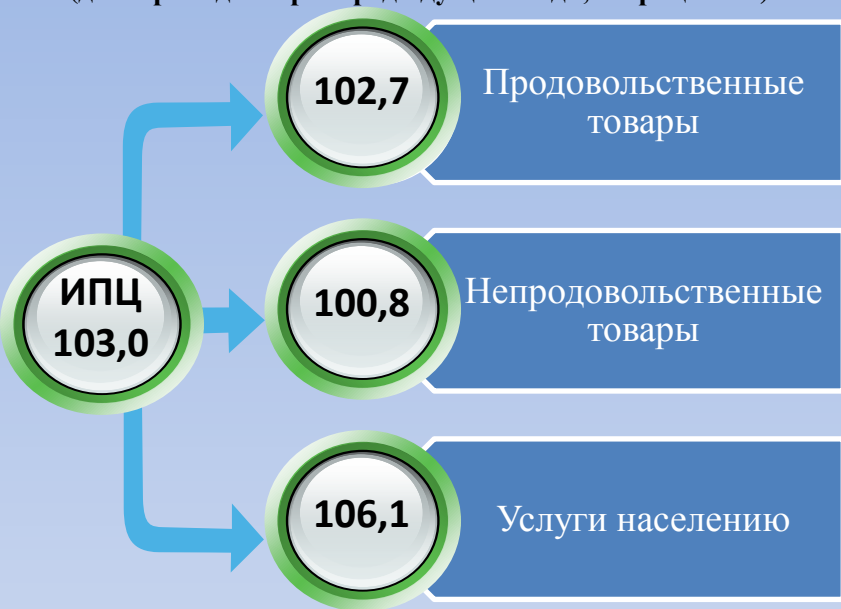 102,7
Продовольственные
товары
ИПЦ
103,0
100,8
Непродовольственные
товары
106,1
Услуги населению